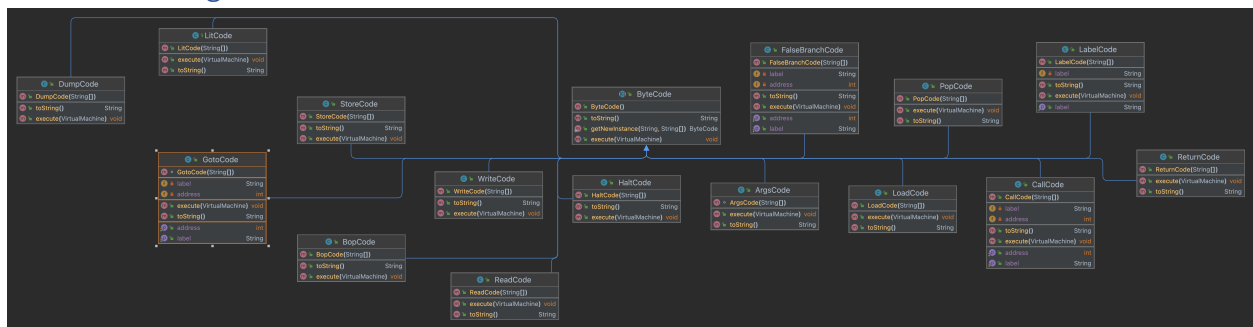 LitCode
LitCode(String[])
execute(VirtualMachine) void
toString() String
DumpCode
DumpCode(String[])
toString() String
execute(VirtualMachine) void
StoreCode
StoreCode(String[])
toString() String
execute(VirtualMachine) void
ByteCode
ByteCode()
toString() String
getNewInstance(String, String[]) ByteCode
execute(VirtualMachine) void
FalseBranchCode
FalseBranchCode(String[])
label String
address int
toString() String
execute(VirtualMachine) void
address int
label String
PopCode
PopCode(String[])
execute(VirtualMachine) void
toString() String
LabelCode
LabelCode(String[])
label String
toString() String
execute(VirtualMachine) void
label String
GotoCode
GotoCode(String[])
label String
address int
execute(VirtualMachine) void
toString() String
address int
label String
WriteCode
WriteCode(String[])
toString() String
execute(VirtualMachine) void
HaltCode
HaltCode(String[])
toString() String
execute(VirtualMachine) void
ArgsCode
ArgsCode(String[])
execute(VirtualMachine) void
toString() String
LoadCode
LoadCode(String[])
execute(VirtualMachine) void
toString() String
CallCode
CallCode(String[])
label String
address int
toString() String
execute(VirtualMachine) void
address int
label String
ReturnCode
ReturnCode(String[])
execute(VirtualMachine) void
toString() String
BopCode
BopCode(String[])
toString() String
execute(VirtualMachine) void
ReadCode
ReadCode(String[])
execute(VirtualMachine) void
toString() String